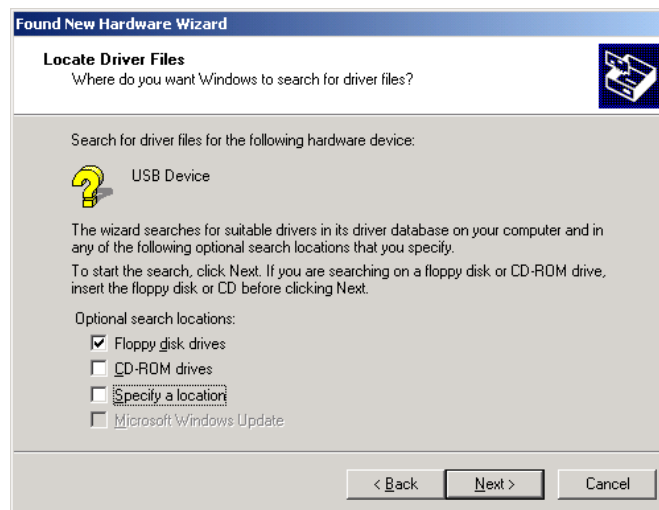 Found New Hardware Wizard
Locate Driver Files
Where do you want Windows to search for driver files?
Search for driver files for the following hardware device:
USB Device
The wizard searches for suitable drivers in its driver database on your computer and in
any of the following optional search locations that you specify.
To start the search, click Next. If you are searching on a floppy disk or CD-ROM drive,
insert the floppy disk or CD before clicking Next.
Optional search locations:
Floppy disk drives
CD-ROM drives
Specify a location
Microsoft Windows Update
< Back Next > Cancel